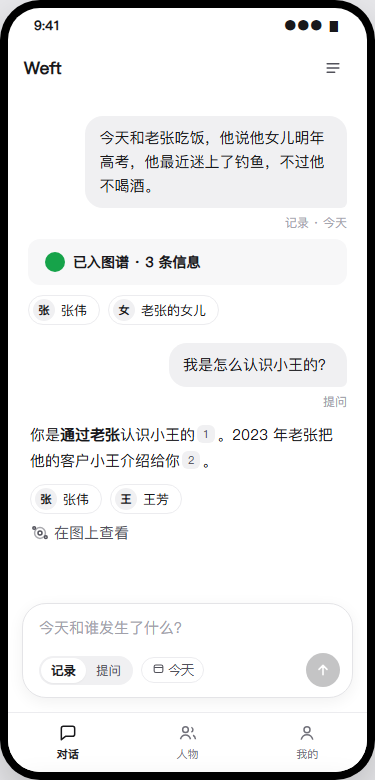 9:41
Weft
今天和老张吃饭，他说他女儿明年
高考，他最近迷上了钓鱼，不过他
不喝酒。
记录 · 今天
已入图谱 · 3 条信息
张 张伟
女 老张的女儿
我是怎么认识小王的?
提问
你是通过老张认识小王的 1 。2023 年老张把
他的客户小王介绍给你 2 。
张 张伟
王 王芳
在图上查看
今天和谁发生了什么?
记录 提问 今天
对话 人物 我的